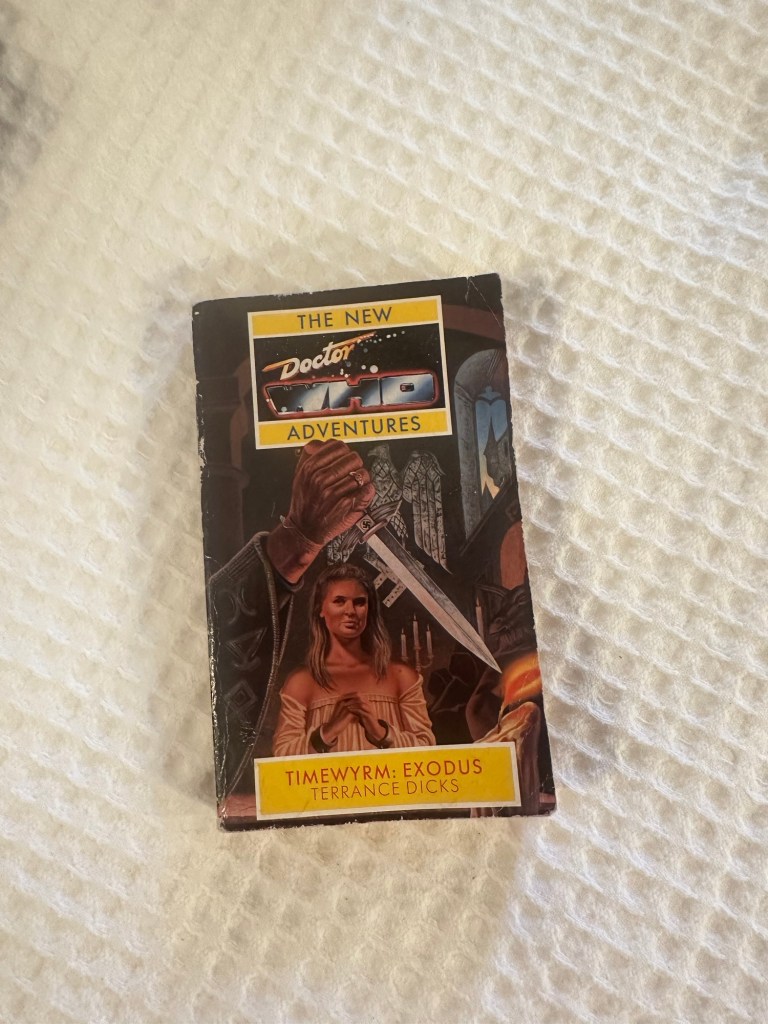 THE NEW
Doctor
WHO
ADVENTURES
TIMEWYRM: EXODUS
TERRANCE DICKS